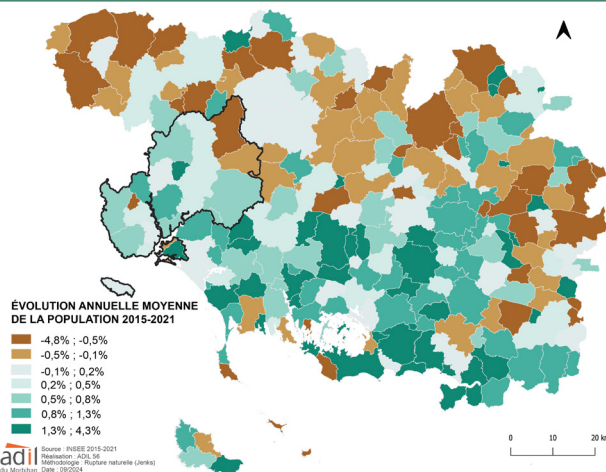 ÉVOLUTION ANNUELLE MOYENNE
DE LA POPULATION 2015-2021
-4,8% ; -0,5%
-0,5% ; -0,1%
-0,1% ; 0,2%
0,2% ; 0,5%
0,5% ; 0,8%
0,8% ; 1,3%
1,3% ; 4,3%
adil
du Morbihan
Source : INSEE 2015-2021
Réalisation : ADIL 56
Méthodologie : Rupture naturelle (Jenks)
Date : 09/2024
0 10 20 k